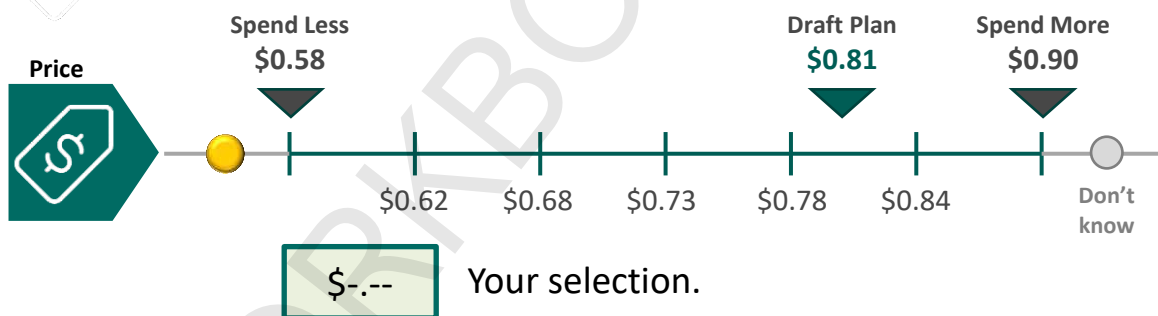 Spend Less
$0.58
Draft Plan
$0.81
Spend More
$0.90
Price
$
$0.62
$0.68
$0.73
$0.78
$0.84
Don't
know
$-.--
Your selection.